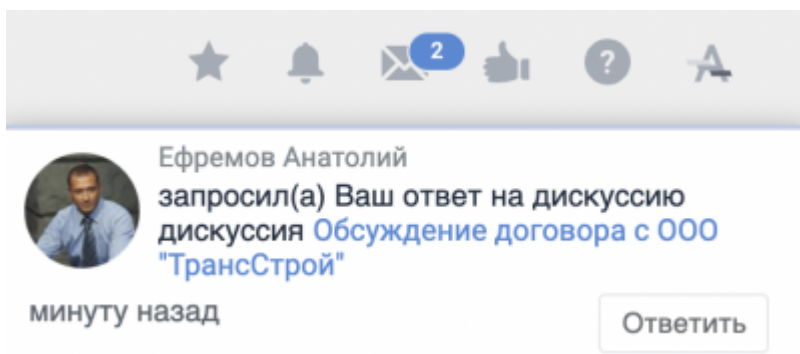 2
?
Ефремов Анатолий
запросил(а) Ваш ответ на дискуссию
дискуссия Обсуждение договора с ООО
"ТрансСтрой"
минуту назад
Ответить